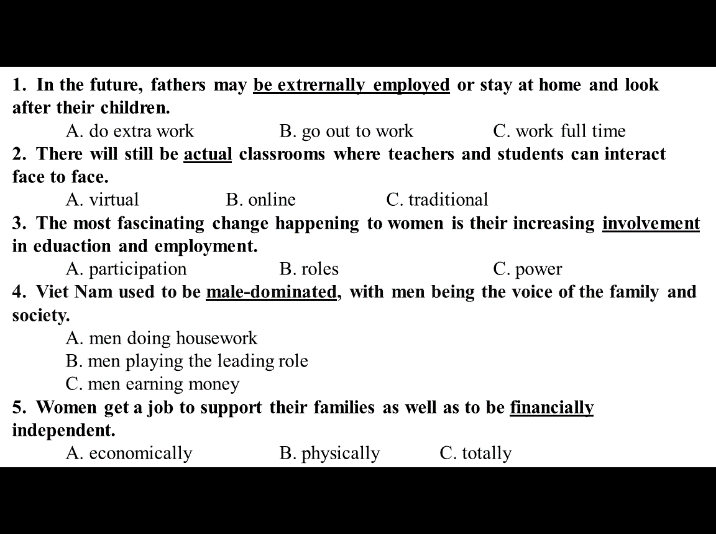 1. In the future, fathers may be extrernally employed or stay at home and look
after their children.
A. do extra work B. go out to work C. work full time
2. There will still be actual classrooms where teachers and students can interact
face to face.
A. virtual B. online C. traditional
3. The most fascinating change happening to women is their increasing involvement
in eduaction and employment.
A. participation B. roles C. power
4. Viet Nam used to be male-dominated, with men being the voice of the family and
society.
A. men doing housework
B. men playing the leading role
C. men earning money
5. Women get a job to support their families as well as to be financially
independent.
A. economically B. physically C. totally